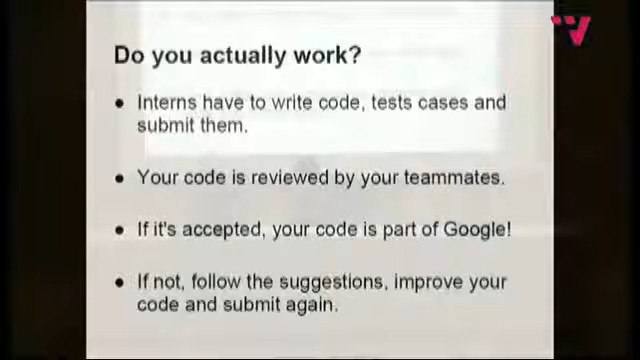 Do you actually work?
● Interns have to write code, tests cases and
submit them.
● Your code is reviewed by your teammates.
● If it's accepted, your code is part of Google!
● If not, follow the suggestions, improve your
code and submit again.